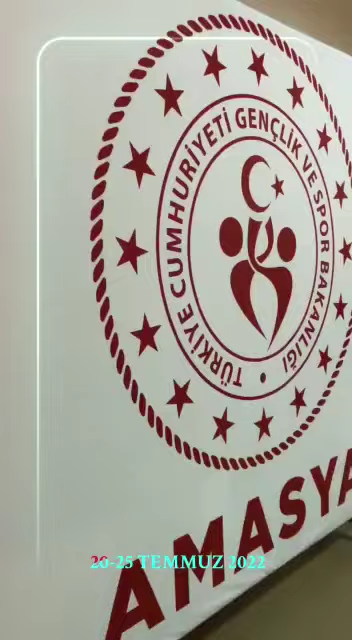 TÜRKİYE CUMHURİYETİ GENÇLİK VE SPOR BAKANLIĞI
AMASYA
20-25 TEMMUZ 2022